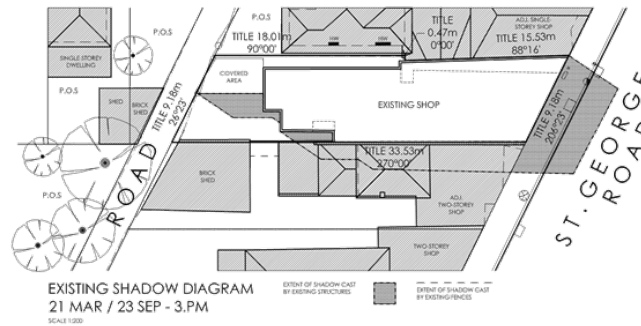 P.O.S
TITLE 18.01m
90°00'
TITLE
0.47m
0°00'
ADJ. SINGLE-
STOREY SHOP
TITLE 15.53m
88°16'
P.O.S
SINGLE-STOREY
DWELLING
COVERED
AREA
P.O.S
SHED
BRICK
SHED
TITLE 9.18m
26°23'
EXISTING SHOP
TITLE 9.18m
206°23'
TITLE 33.53m
270°00'
ROAD
P.O.S
BRICK
SHED
ADJ.
TWO-STOREY
SHOP
ST. GEORGE
ROAD
TWO-STOREY
SHOP
EXISTING SHADOW DIAGRAM
21 MAR / 23 SEP - 3.PM
SCALE 1:200
EXTENT OF SHADOW CAST
BY EXISTING STRUCTURES
EXTENT OF SHADOW CAST
BY EXISTING FENCES